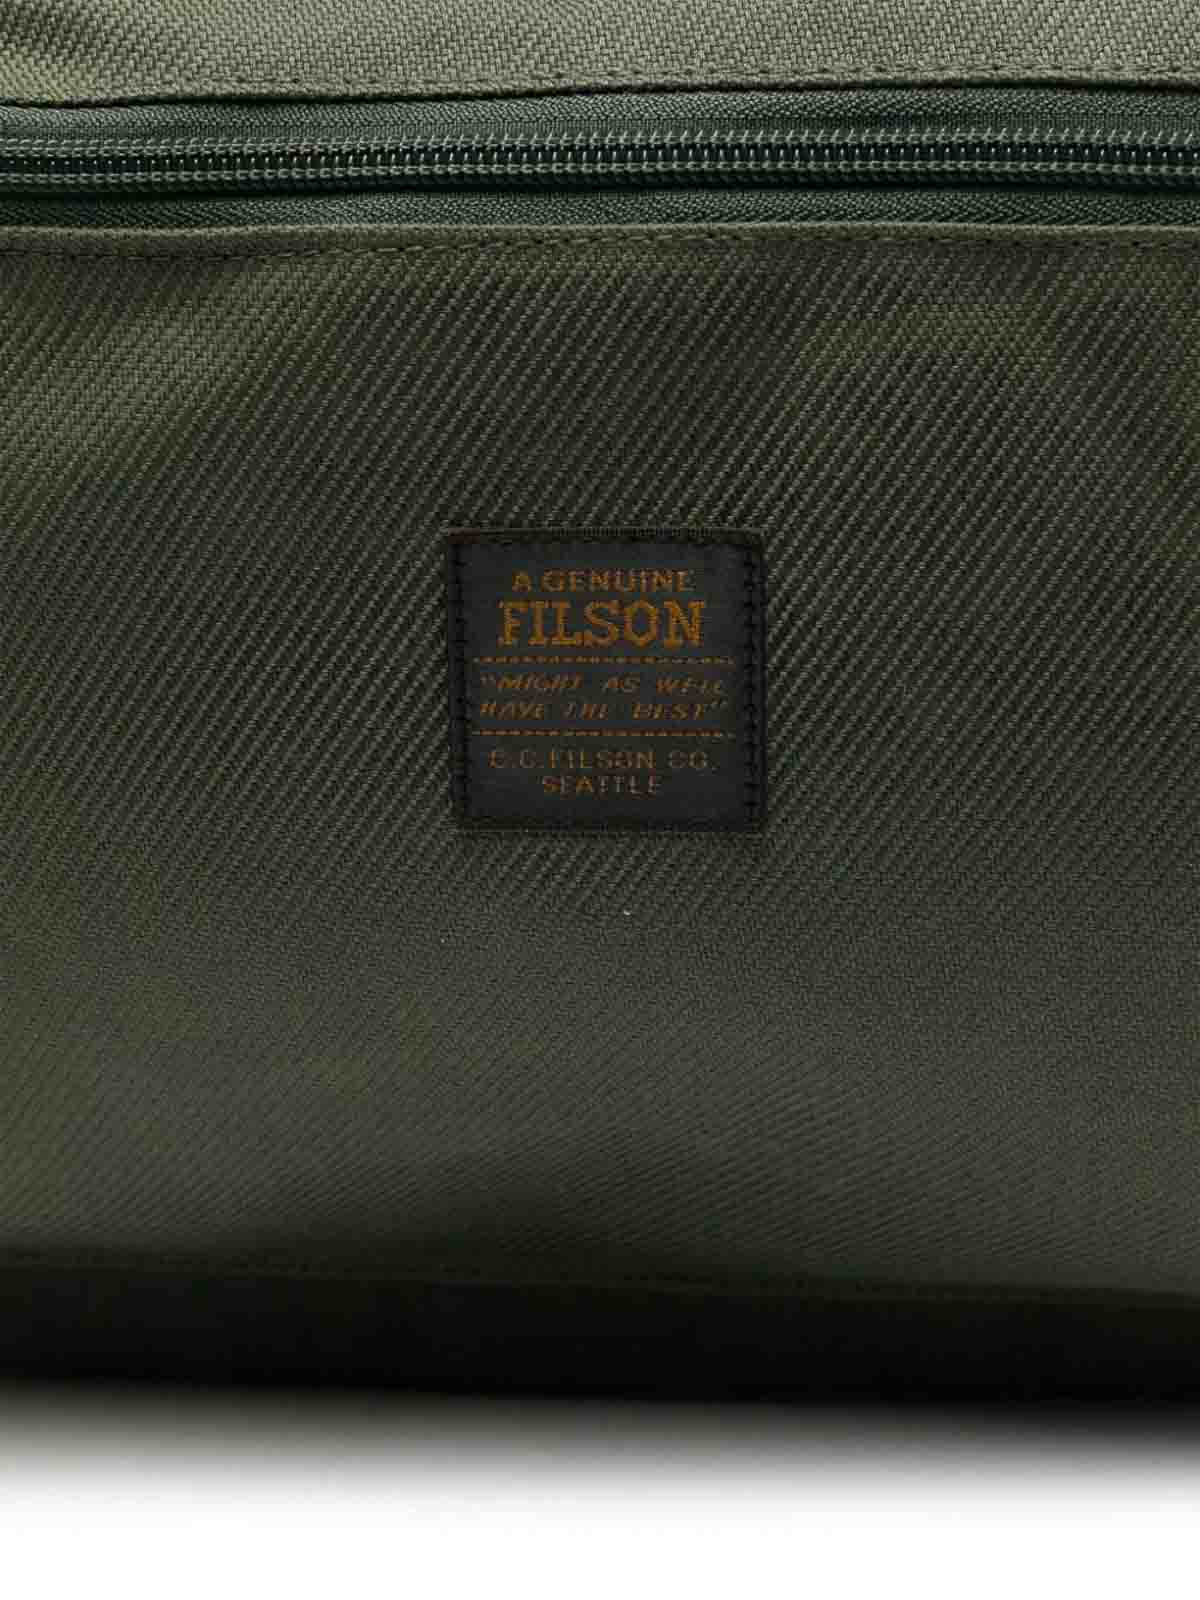 A GENUINE
FILSON
"MIGHT AS WELL
HAVE THE BEST"
C.C.FILSON CO.
SEATTLE